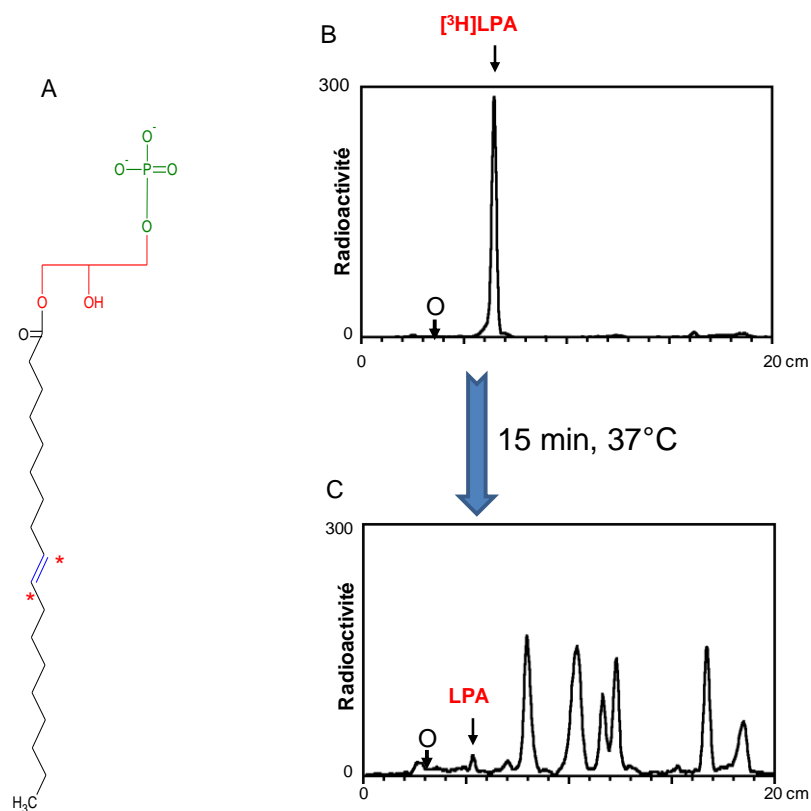 A
O-
O- P=O
O
O OH
O=
*
*
H₃C
B
[³H]LPA
300
Radioactivité
O
0
0 20 cm
15 min, 37°C
C
300
Radioactivité
LPA
O
0
0 20 cm